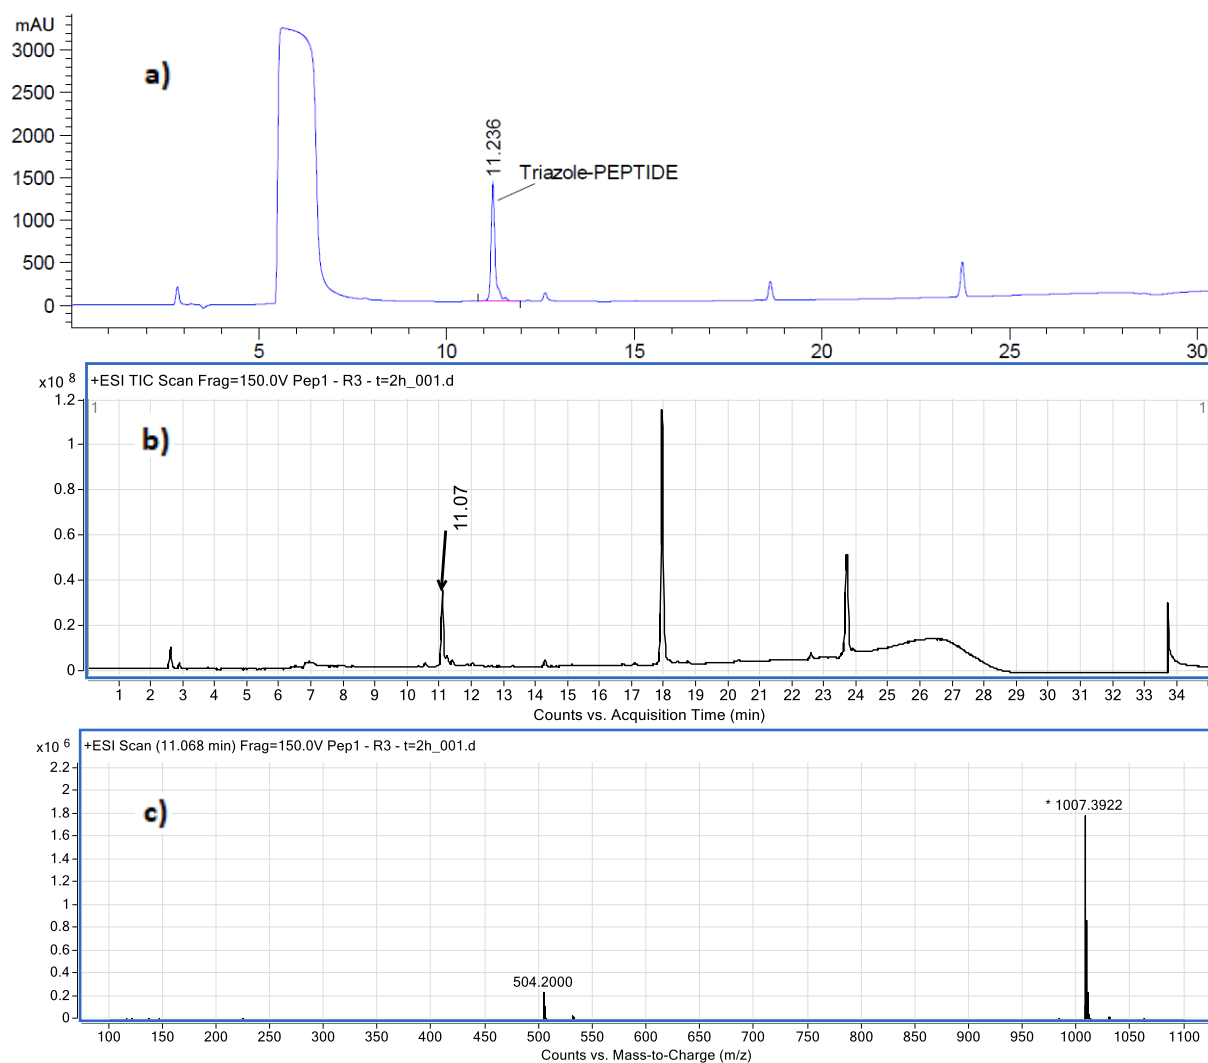 mAU
3000
2500
2000
1500
1000
500
0
a)
11.236
Triazole-PEPTIDE
5 10 15 20 25 30
x10 8
+ESI TIC Scan Frag=150.0V Pep1 - R3 - t=2h_001.d
1.2
1
0.8
0.6
0.4
0.2
0
1 1
b)
11.07
1 2 3 4 5 6 7 8 9 10 11 12 13 14 15 16 17 18 19 20 21 22 23 24 25 26 27 28 29 30 31 32 33 34
Counts vs. Acquisition Time (min)
x10 6
+ESI Scan (11.068 min) Frag=150.0V Pep1 - R3 - t=2h_001.d
2.2
2
1.8
1.6
1.4
1.2
1
0.8
0.6
0.4
0.2
0
c)
* 1007.3922
504.2000
100 150 200 250 300 350 400 450 500 550 600 650 700 750 800 850 900 950 1000 1050 1100
Counts vs. Mass-to-Charge (m/z)